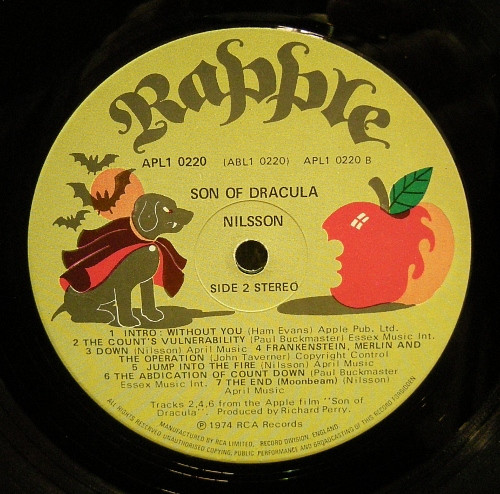 Rapple
APL1 0220 (ABL1 0220) APL1 0220 B
SON OF DRACULA
NILSSON
SIDE 2 STEREO
1 INTRO : WITHOUT YOU (Ham Evans) Apple Pub. Ltd.
2 THE COUNT'S VULNERABILITY (Paul Buckmaster) Essex Music Int.
3 DOWN (Nilsson) April Music 4 FRANKENSTEIN, MERLIN AND
THE OPERATION (John Taverner) Copyright Control
5 JUMP INTO THE FIRE (Nilsson) April Music
6 THE ABDICATION OF COUNT DOWN (Paul Buckmaster
Essex Music Int. 7 THE END (Moonbeam) (Nilsson)
April Music
Tracks 2,4,6 from the Apple film "Son of
Dracula". Produced by Richard Perry.
℗ 1974 RCA Records
MANUFACTURED BY RCA LIMITED, RECORD DIVISION, ENGLAND
ALL RIGHTS RESERVED UNAUTHORISED COPYING, PUBLIC PERFORMANCE AND BROADCASTING OF THIS RECORD FORBIDDEN